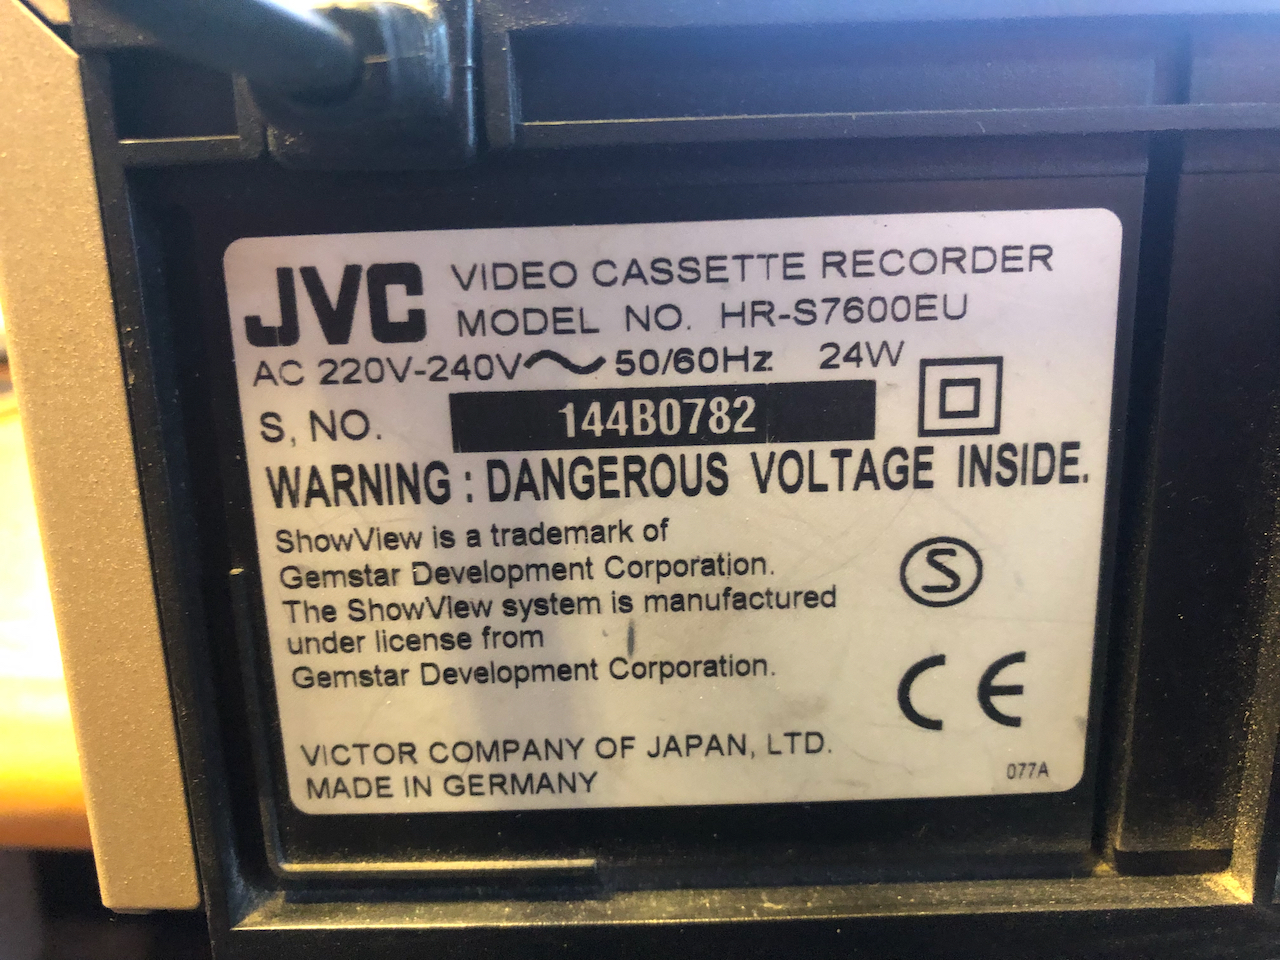 JVC VIDEO CASSETTE RECORDER
MODEL NO. HR-S7600EU
AC 220V-240V~50/60Hz 24W
S, NO. 144B0782
WARNING : DANGEROUS VOLTAGE INSIDE.
ShowView is a trademark of
Gemstar Development Corporation.
The ShowView system is manufactured
under license from
Gemstar Development Corporation.
S
CE
VICTOR COMPANY OF JAPAN, LTD.
MADE IN GERMANY
077A